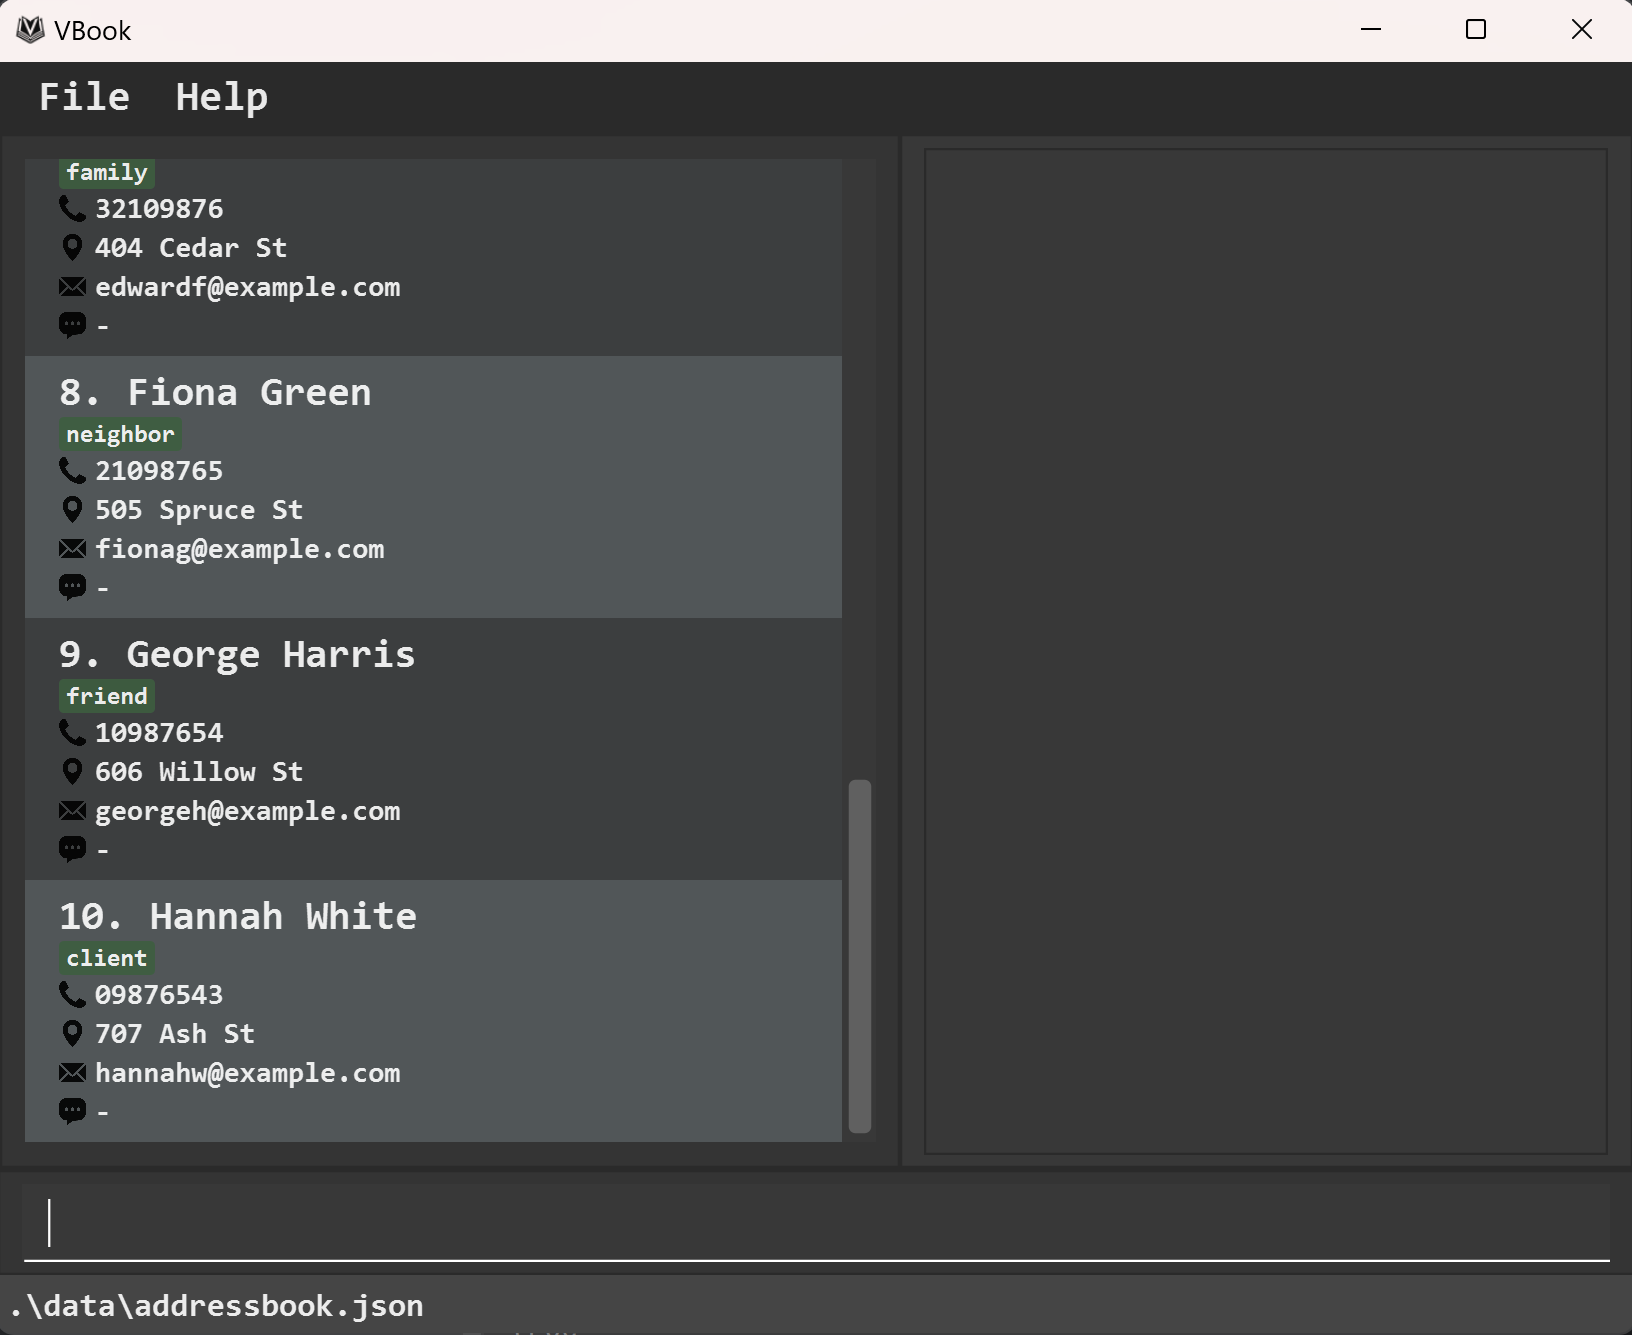 VBook
File Help
family
32109876
404 Cedar St
edwardf@example.com
-
8. Fiona Green
neighbor
21098765
505 Spruce St
fionag@example.com
-
9. George Harris
friend
10987654
606 Willow St
georgeh@example.com
-
10. Hannah White
client
09876543
707 Ash St
hannahw@example.com
-
.\data\addressbook.json